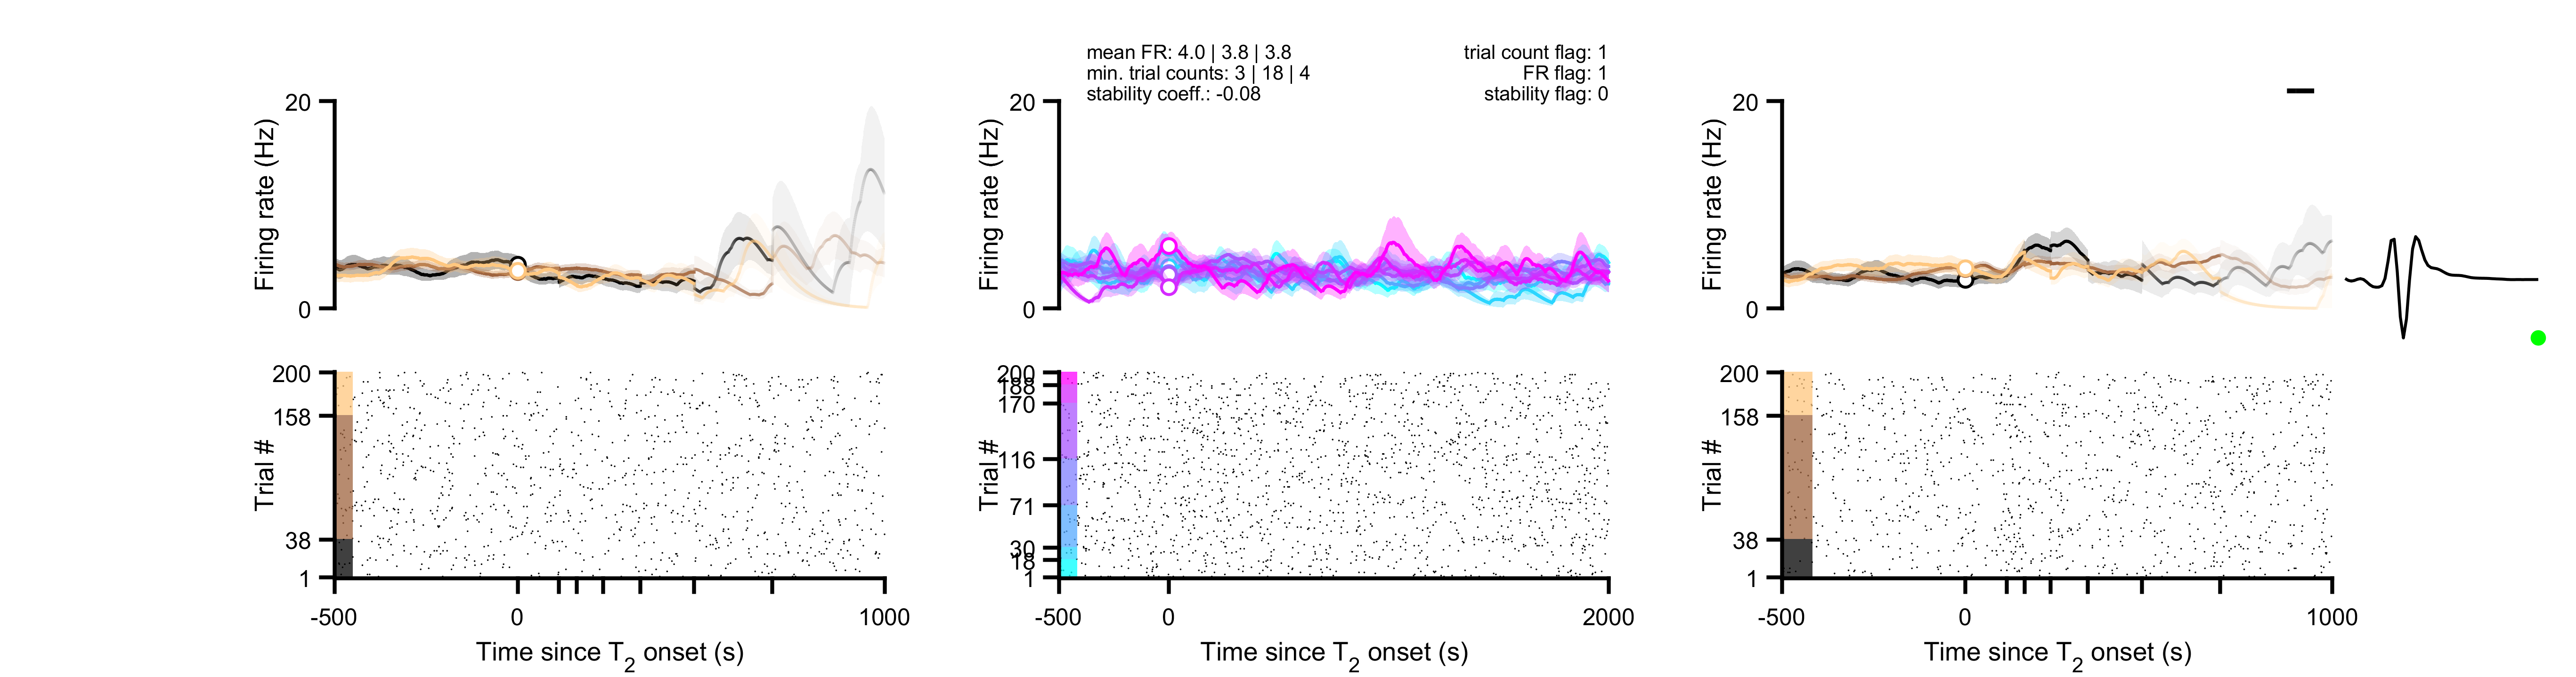 mean FR: 4.0 | 3.8 | 3.8
min. trial counts: 3 | 18 | 4
stability coeff.: -0.08
trial count flag: 1
FR flag: 1
stability flag: 0
20
0
Firing rate (Hz)
200
158
38
1
Trial #
-500
0
1000
Time since T2 onset (s)
20
0
Firing rate (Hz)
200
188
170
116
71
30
18
1
Trial #
-500
0
2000
Time since T2 onset (s)
20
0
Firing rate (Hz)
200
158
38
1
Trial #
-500
0
1000
Time since T2 onset (s)